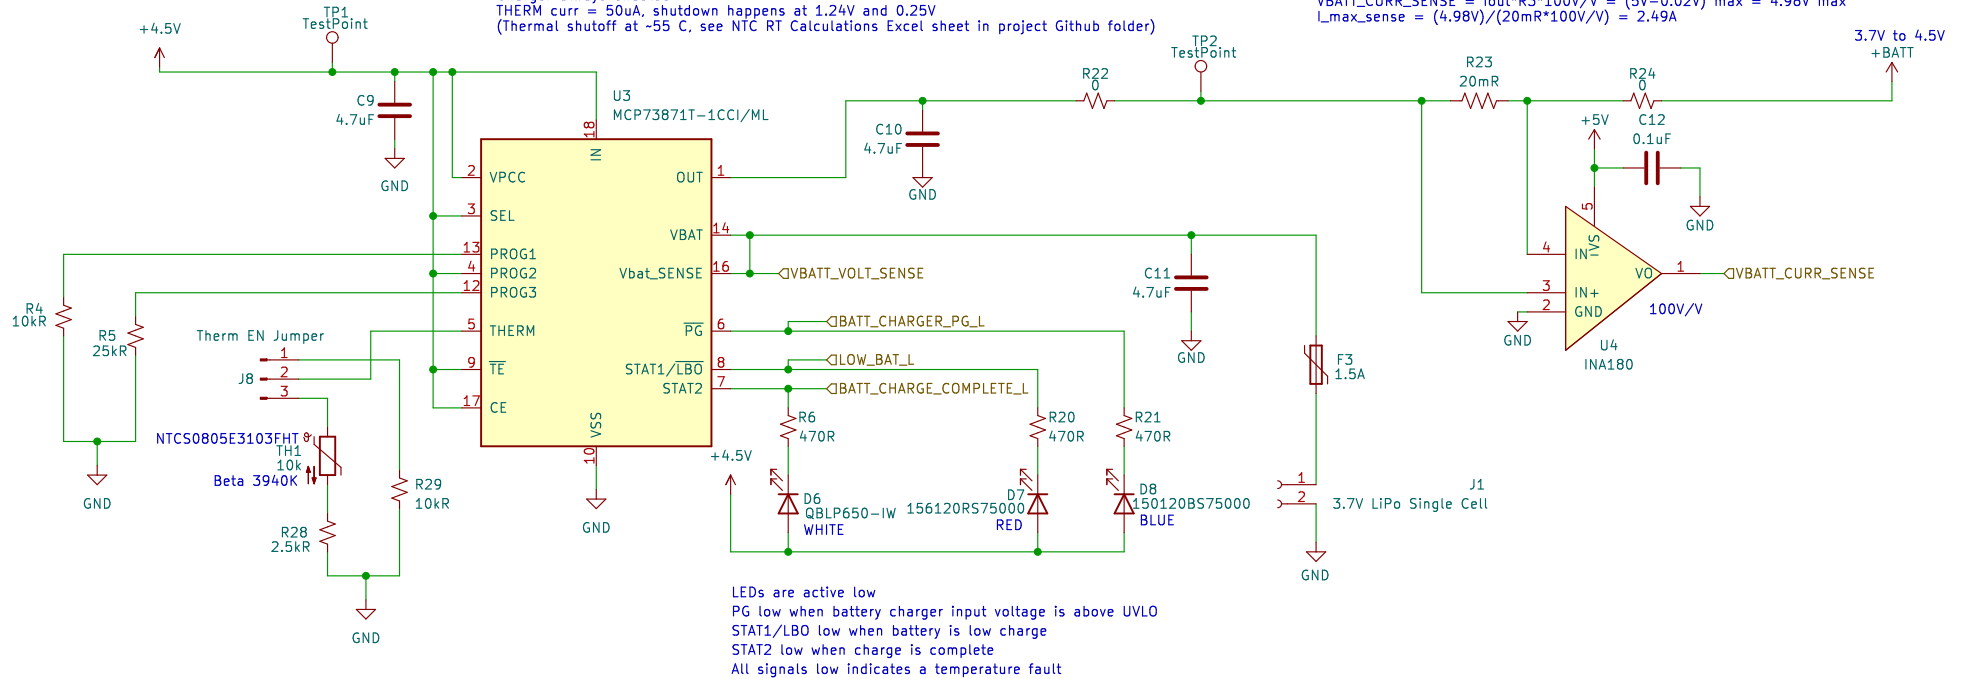 THERM curr = 50uA, shutdown happens at 1.24V and 0.25V
(Thermal shutoff at ~55 C, see NTC RT Calculations Excel sheet in project Github folder)
VBATT_CURR_SENSE = Iout*R3*100V/V = (5V-0.02V) max = 4.98V max
I_max_sense = (4.98V)/(20mR*100V/V) = 2.49A
+4.5V
TP1
TestPoint
C9
4.7uF
GND
U3
MCP73871T-1CCI/ML
18
IN
2
VPCC
3
SEL
13
PROG1
4
PROG2
12
PROG3
5
THERM
9
TE
17
CE
VSS
10
GND
OUT
1
VBAT
14
Vbat_SENSE
16
PG
6
STAT1/LBO
8
STAT2
7
R4
10kR
R5
25kR
GND
Therm EN Jumper
J8
1
2
3
NTCS0805E3103FHT
TH1
10k
Beta 3940K
R28
2.5kR
R29
10kR
GND
C10
4.7uF
GND
R22
0
TP2
TestPoint
R23
20mR
R24
0
3.7V to 4.5V
+BATT
+5V
C12
0.1uF
GND
5
VS
4
IN-
3
IN+
2
GND
VO
1
VBATT_CURR_SENSE
100V/V
GND
U4
INA180
VBATT_VOLT_SENSE
C11
4.7uF
GND
F3
1.5A
BATT_CHARGER_PG_L
LOW_BAT_L
BATT_CHARGE_COMPLETE_L
R6
470R
R20
470R
R21
470R
+4.5V
D6
QBLP650-IW
WHITE
D7
156120RS75000
RED
D8
150120BS75000
BLUE
1
2
J1
3.7V LiPo Single Cell
GND
LEDs are active low
PG low when battery charger input voltage is above UVLO
STAT1/LBO low when battery is low charge
STAT2 low when charge is complete
All signals low indicates a temperature fault